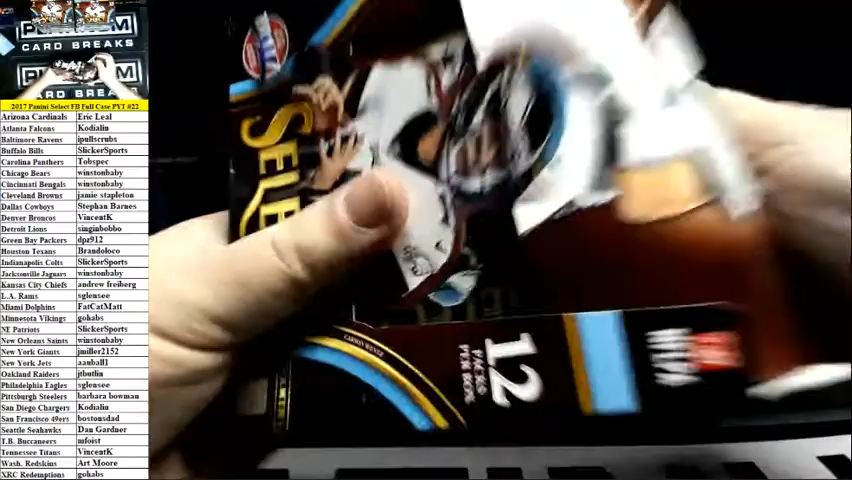 CARD BREAKS
CARD BREAKS
2017 Panini Select FB Full Case PYT #22
Arizona Cardinals Eric Leal
Atlanta Falcons Kodialin
Baltimore Ravens ipullscrubs
Buffalo Bills SlickerSports
Carolina Panthers Tobspec
Chicago Bears winstonbaby
Cincinnati Bengals winstonbaby
Cleveland Browns jamie stapleton
Dallas Cowboys Stephan Barnes
Denver Broncos VincentK
Detroit Lions singinbobbo
Green Bay Packers dpz912
Houston Texans Brandoloco
Indianapolis Colts SlickerSports
Jacksonville Jaguars winstonbaby
Kansas City Chiefs andrew freiberg
L.A. Rams sglensee
Miami Dolphins FatCatMatt
Minnesota Vikings gohabs
NE Patriots SlickerSports
New Orleans Saints winstonbaby
New York Giants jmiller2152
New York Jets aauball1
Oakland Raiders jtbutlin
Philadelphia Eagles sglensee
Pittsburgh Steelers barbara bowman
San Diego Chargers Kodialin
San Francisco 49ers bostonsdad
Seattle Seahawks Dan Gardner
T.B. Buccaneers mfoist
Tennessee Titans VincentK
Wash. Redskins Art Moore
XRC Redemptions gohabs
SELE
CARSON WENTZ
12
PACKS
PER BOX